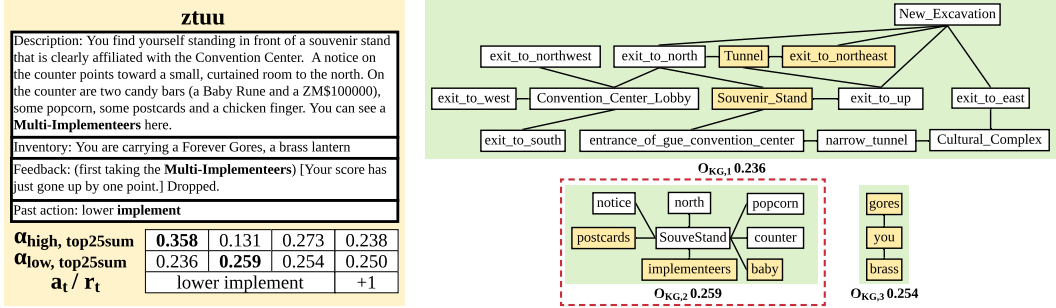 ztuu
Description: You find yourself standing in front of a souvenir stand
that is clearly affiliated with the Convention Center. A notice on
the counter points toward a small, curtained room to the north. On
the counter are two candy bars (a Baby Rune and a ZM$100000),
some popcorn, some postcards and a chicken finger. You can see a
Multi-Implementeers here.
Inventory: You are carrying a Forever Gores, a brass lantern
Feedback: (first taking the Multi-Implementeers) [Your score has
just gone up by one point.] Dropped.
Past action: lower implement
αhigh, top25sum 0.358 0.131 0.273 0.238
αlow, top25sum 0.236 0.259 0.254 0.250
at / rt lower implement +1
New_Excavation
exit_to_northwest exit_to_north Tunnel exit_to_northeast
exit_to_west Convention_Center_Lobby Souvenir_Stand exit_to_up exit_to_east
exit_to_south entrance_of_gue_convention_center narrow_tunnel Cultural_Complex
OKG,1 0.236
notice north popcorn
postcards SouveStand counter
implementeers baby
OKG,2 0.259
gores
you
brass
OKG,3 0.254